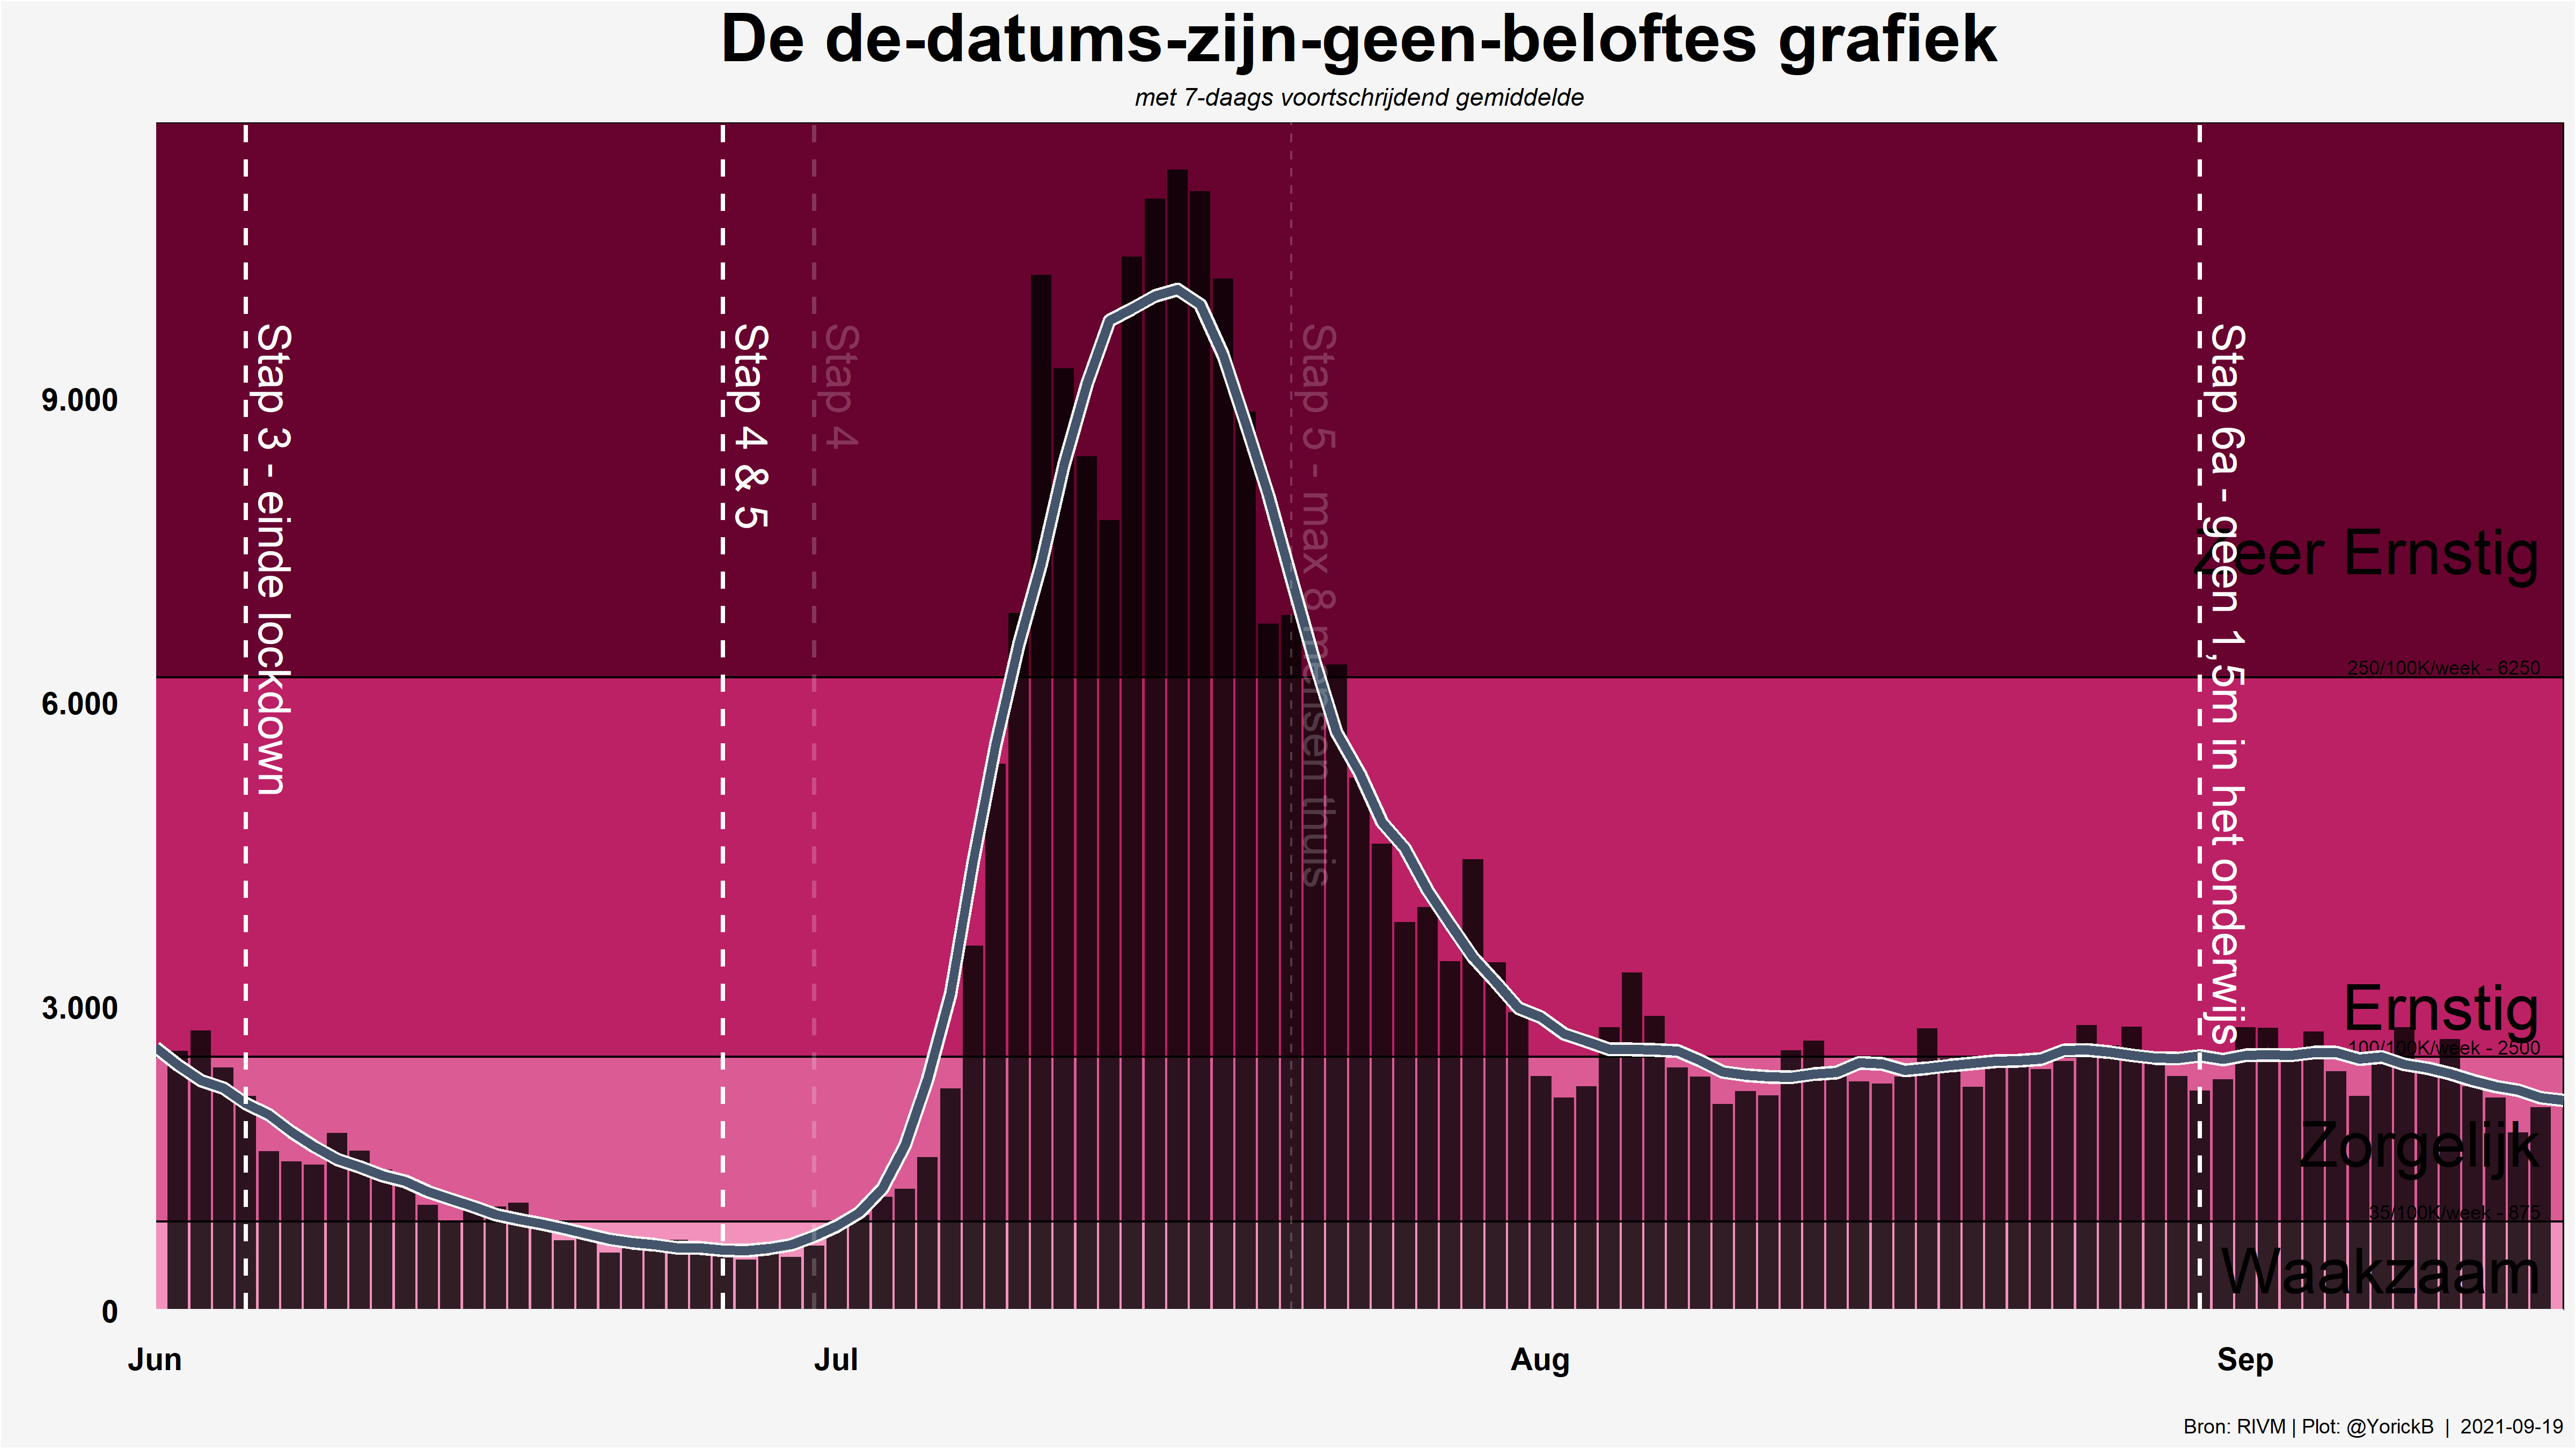 De de-datums-zijn-geen-beloftes grafiek
met 7-daags voortschrijdend gemiddelde
Stap 3 - einde lockdown
Stap 4 & 5
Stap 4
Stap 5 - max 8 mensen thuis
Stap 6a - geen 1,5m in het onderwijs
9.000
6.000
3.000
0
Zeer Ernstig
250/100K/week - 6250
Ernstig
100/100K/week - 2500
Zorgelijk
35/100K/week - 875
Waakzaam
Jun
Jul
Aug
Sep
Bron: RIVM | Plot: @YorickB | 2021-09-19